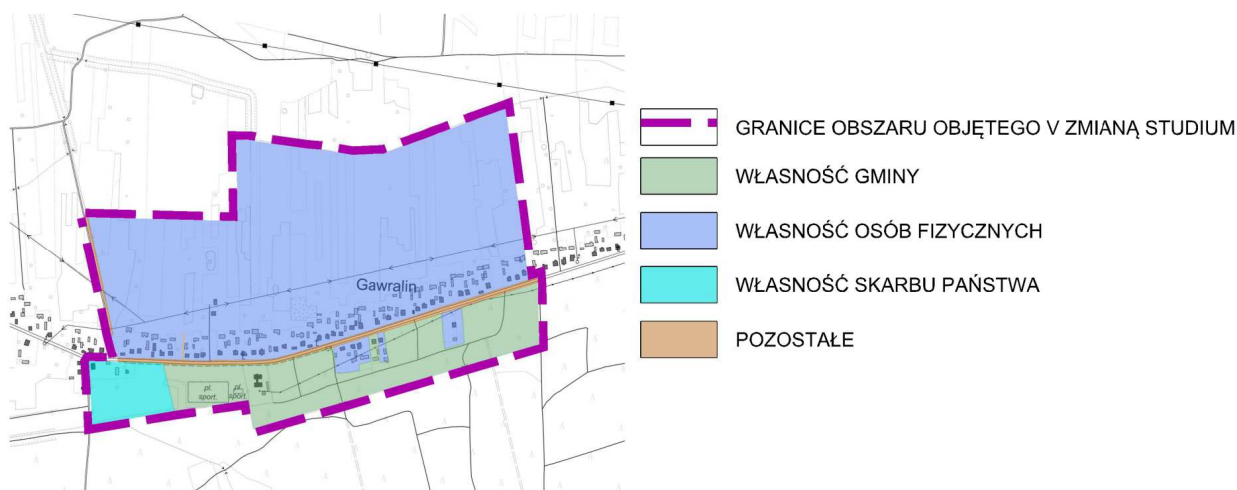 Gawralin
pl.
sport.
pl.
sport.
GRANICE OBSZARU OBJĘTEGO V ZMIANĄ STUDIUM
WŁASNOŚĆ GMINY
WŁASNOŚĆ OSÓB FIZYCZNYCH
WŁASNOŚĆ SKARBU PAŃSTWA
POZOSTAŁE